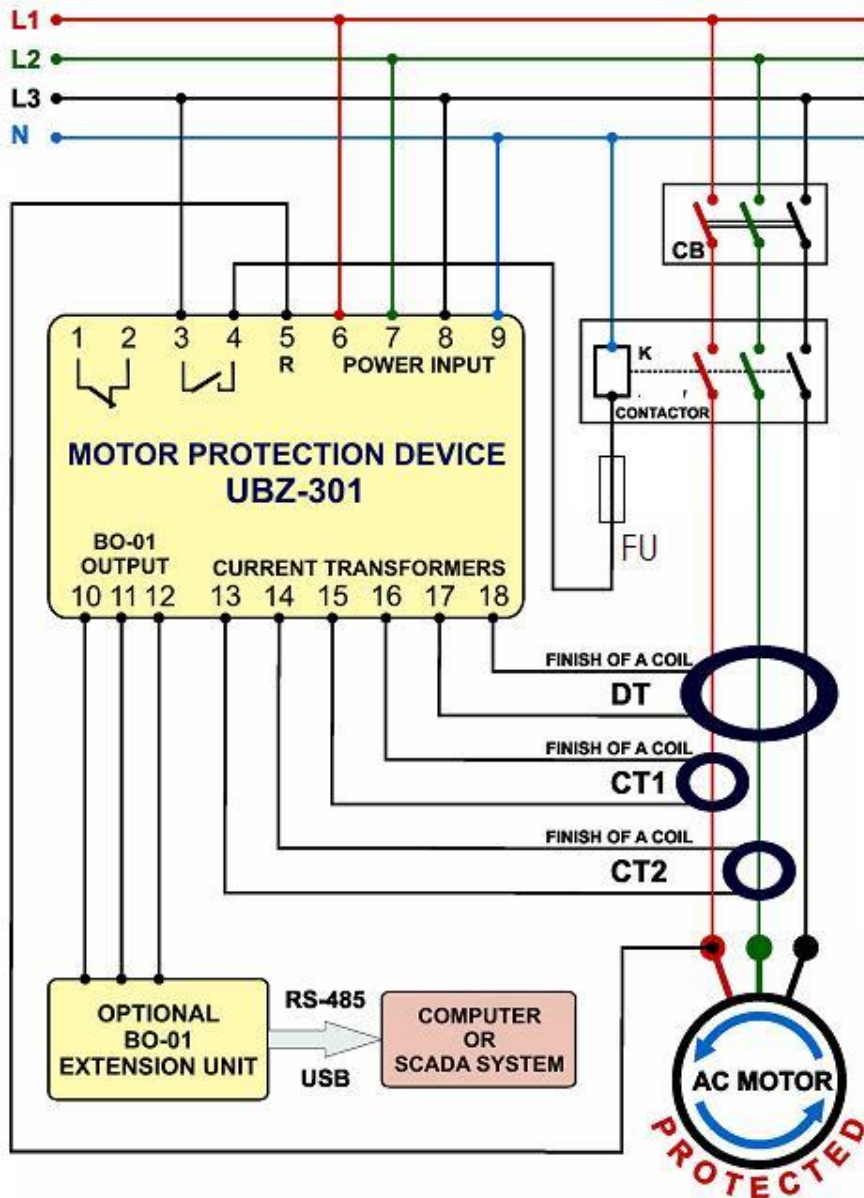 L1
L2
L3
N
CB
K
CONTACTOR
FU
1 2 3 4 5 6 7 8 9
R POWER INPUT
MOTOR PROTECTION DEVICE
UBZ-301
BO-01
OUTPUT
CURRENT TRANSFORMERS
10 11 12 13 14 15 16 17 18
FINISH OF A COIL
DT
FINISH OF A COIL
CT1
FINISH OF A COIL
CT2
OPTIONAL
BO-01
EXTENSION UNIT
RS-485
USB
COMPUTER
OR
SCADA SYSTEM
AC MOTOR
PROTECTED